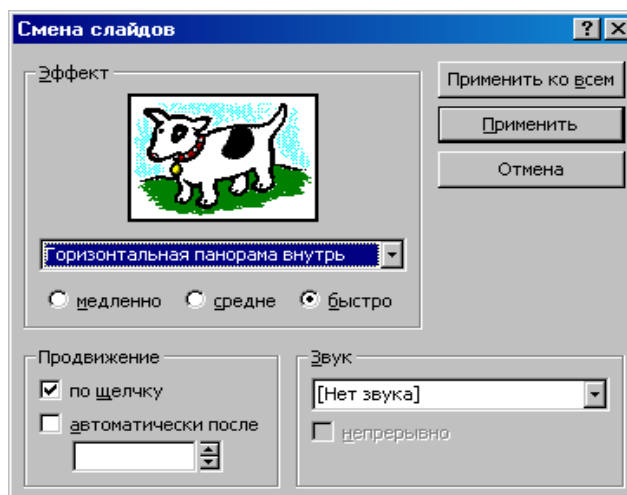 Смена слайдов
Эффект
Применить ко всем
Применить
Отмена
Горизонтальная панорама внутрь
медленно средне быстро
Продвижение
по щелчку
автоматически после
Звук
[Нет звука]
непрерывно